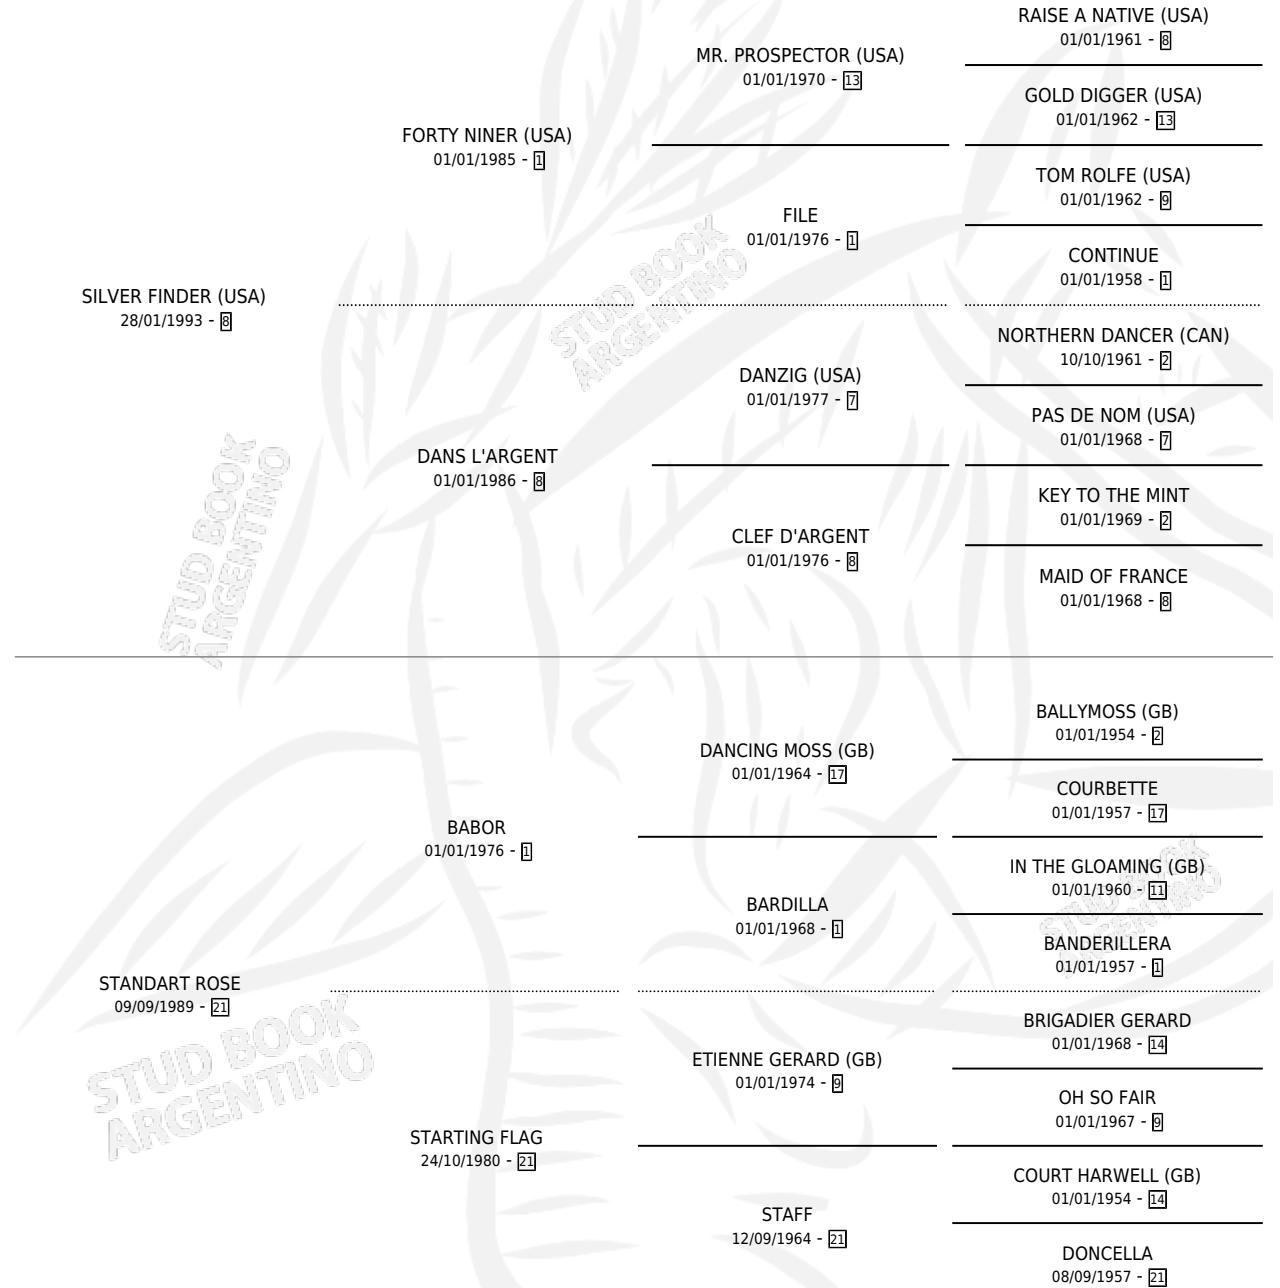 RAISE A NATIVE (USA)
01/01/1961 - 8
MR. PROSPECTOR (USA)
01/01/1970 - 13
GOLD DIGGER (USA)
01/01/1962 - 13
FORTY NINER (USA)
01/01/1985 - 1
TOM ROLFE (USA)
01/01/1962 - 9
FILE
01/01/1976 - 1
CONTINUE
01/01/1958 - 1
SILVER FINDER (USA)
28/01/1993 - 8
NORTHERN DANCER (CAN)
10/10/1961 - 2
DANZIG (USA)
01/01/1977 - 7
PAS DE NOM (USA)
01/01/1968 - 7
DANS L'ARGENT
01/01/1986 - 8
KEY TO THE MINT
01/01/1969 - 2
CLEF D'ARGENT
01/01/1976 - 8
MAID OF FRANCE
01/01/1968 - 8
BALLYMOSS (GB)
01/01/1954 - 2
DANCING MOSS (GB)
01/01/1964 - 17
COURBETTE
01/01/1957 - 17
BABOR
01/01/1976 - 1
IN THE GLOAMING (GB)
01/01/1960 - 11
BARDILLA
01/01/1968 - 1
BANDERILLERA
01/01/1957 - 1
STANDART ROSE
09/09/1989 - 21
BRIGADIER GERARD
01/01/1968 - 14
ETIENNE GERARD (GB)
01/01/1974 - 9
OH SO FAIR
01/01/1967 - 9
STARTING FLAG
24/10/1980 - 21
COURT HARWELL (GB)
01/01/1954 - 14
STAFF
12/09/1964 - 21
DONCELLA
08/09/1957 - 21
STUD BOOK
ARGENTINO
STUD BOOK
ARGENTINO
STUD BOOK
ARGENTINO
STUD BOOK
ARGENTINO